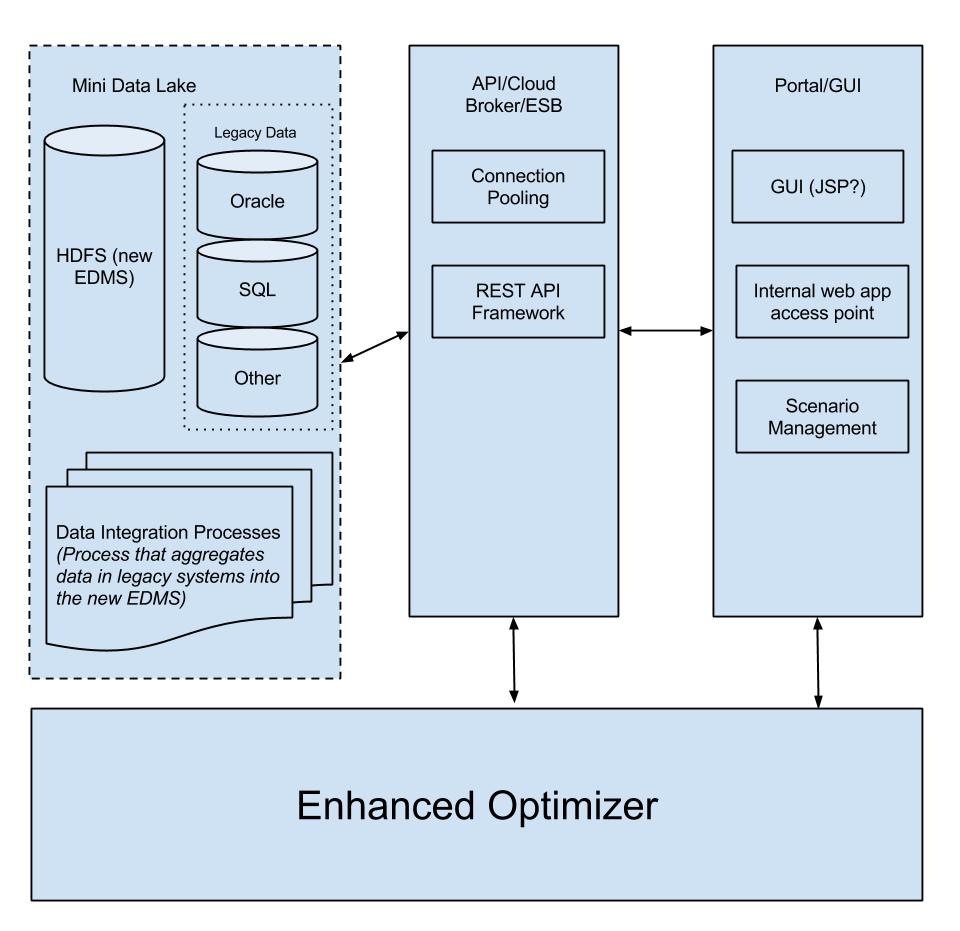 Mini Data Lake
HDFS (new
EDMS)
Legacy Data
Oracle
SQL
Other
Data Integration Processes
(Process that aggregates
data in legacy systems into
the new EDMS)
API/Cloud
Broker/ESB
Connection
Pooling
REST API
Framework
Portal/GUI
GUI (JSP?)
Internal web app
access point
Scenario
Management
Enhanced Optimizer